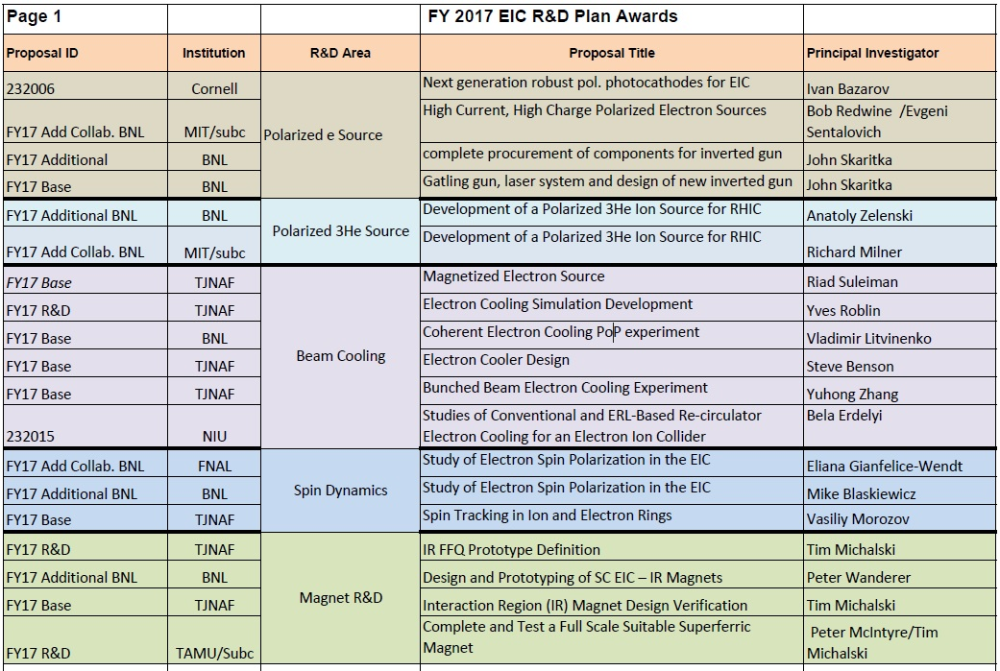 Page 1 FY 2017 EIC R&D Plan Awards
Proposal ID Institution R&D Area Proposal Title Principal Investigator
232006 Cornell Polarized e Source Next generation robust pol. photocathodes for EIC Ivan Bazarov
FY17 Add Collab. BNL MIT/subc High Current, High Charge Polarized Electron Sources Bob Redwine /Evgeni
Sentalovich
FY17 Additional BNL complete procurement of components for inverted gun John Skaritka
FY17 Base BNL Gatling gun, laser system and design of new inverted gun John Skaritka
FY17 Additional BNL BNL Polarized 3He Source Development of a Polarized 3He Ion Source for RHIC Anatoly Zelenski
FY17 Add Collab. BNL MIT/subc Development of a Polarized 3He Ion Source for RHIC Richard Milner
FY17 Base TJNAF Beam Cooling Magnetized Electron Source Riad Suleiman
FY17 R&D TJNAF Electron Cooling Simulation Development Yves Roblin
FY17 Base BNL Coherent Electron Cooling PoP experiment Vladimir Litvinenko
FY17 Base TJNAF Electron Cooler Design Steve Benson
FY17 Base TJNAF Bunched Beam Electron Cooling Experiment Yuhong Zhang
232015 NIU Studies of Conventional and ERL-Based Re-circulator Bela Erdelyi
Electron Cooling for an Electron Ion Collider
FY17 Add Collab. BNL FNAL Spin Dynamics Study of Electron Spin Polarization in the EIC Eliana Gianfelice-Wendt
FY17 Additional BNL BNL Study of Electron Spin Polarization in the EIC Mike Blaskiewicz
FY17 Base TJNAF Spin Tracking in Ion and Electron Rings Vasiliy Morozov
FY17 R&D TJNAF Magnet R&D IR FFQ Prototype Definition Tim Michalski
FY17 Additional BNL BNL Design and Prototyping of SC EIC – IR Magnets Peter Wanderer
FY17 Base TJNAF Interaction Region (IR) Magnet Design Verification Tim Michalski
FY17 R&D TAMU/Subc Complete and Test a Full Scale Suitable Superferric Peter McIntyre/Tim
Magnet Michalski